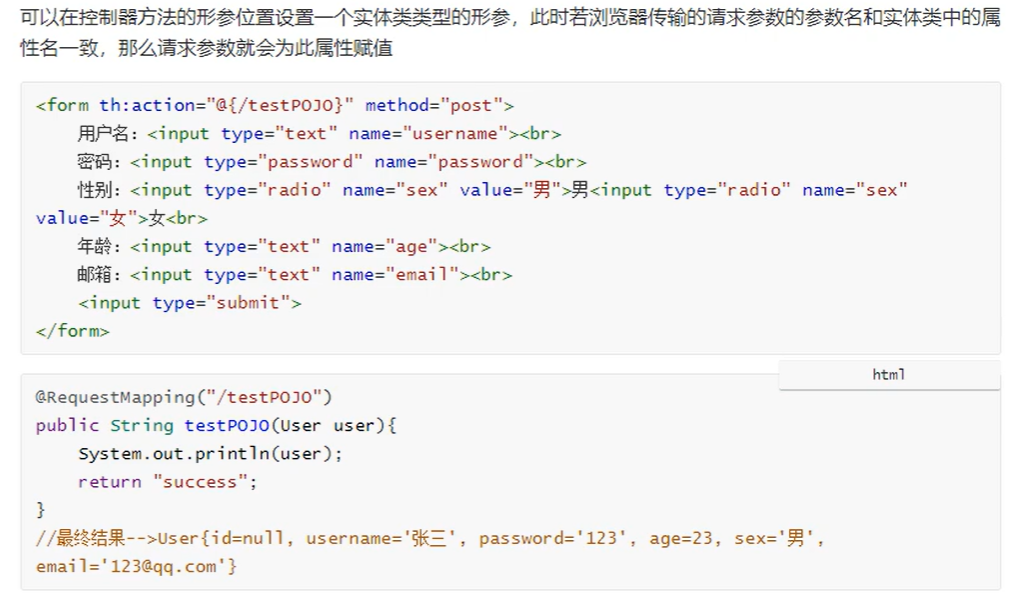 可以在控制器方法的形参位置设置一个实体类类型的形参，此时若浏览器传输的请求参数的参数名和实体类中的属
性名一致，那么请求参数就会为此属性赋值
<form th:action="@{/testPOJO}" method="post">
    用户名：<input type="text" name="username"><br>
    密码：<input type="password" name="password"><br>
    性别：<input type="radio" name="sex" value="男">男<input type="radio" name="sex"
value="女">女<br>
    年龄：<input type="text" name="age"><br>
    邮箱：<input type="text" name="email"><br>
    <input type="submit">
</form>
html
@RequestMapping("/testPOJO")
public String testPOJO(User user){
    System.out.println(user);
    return "success";
}
//最终结果-->User{id=null, username='张三', password='123', age=23, sex='男',
email='123@qq.com'}